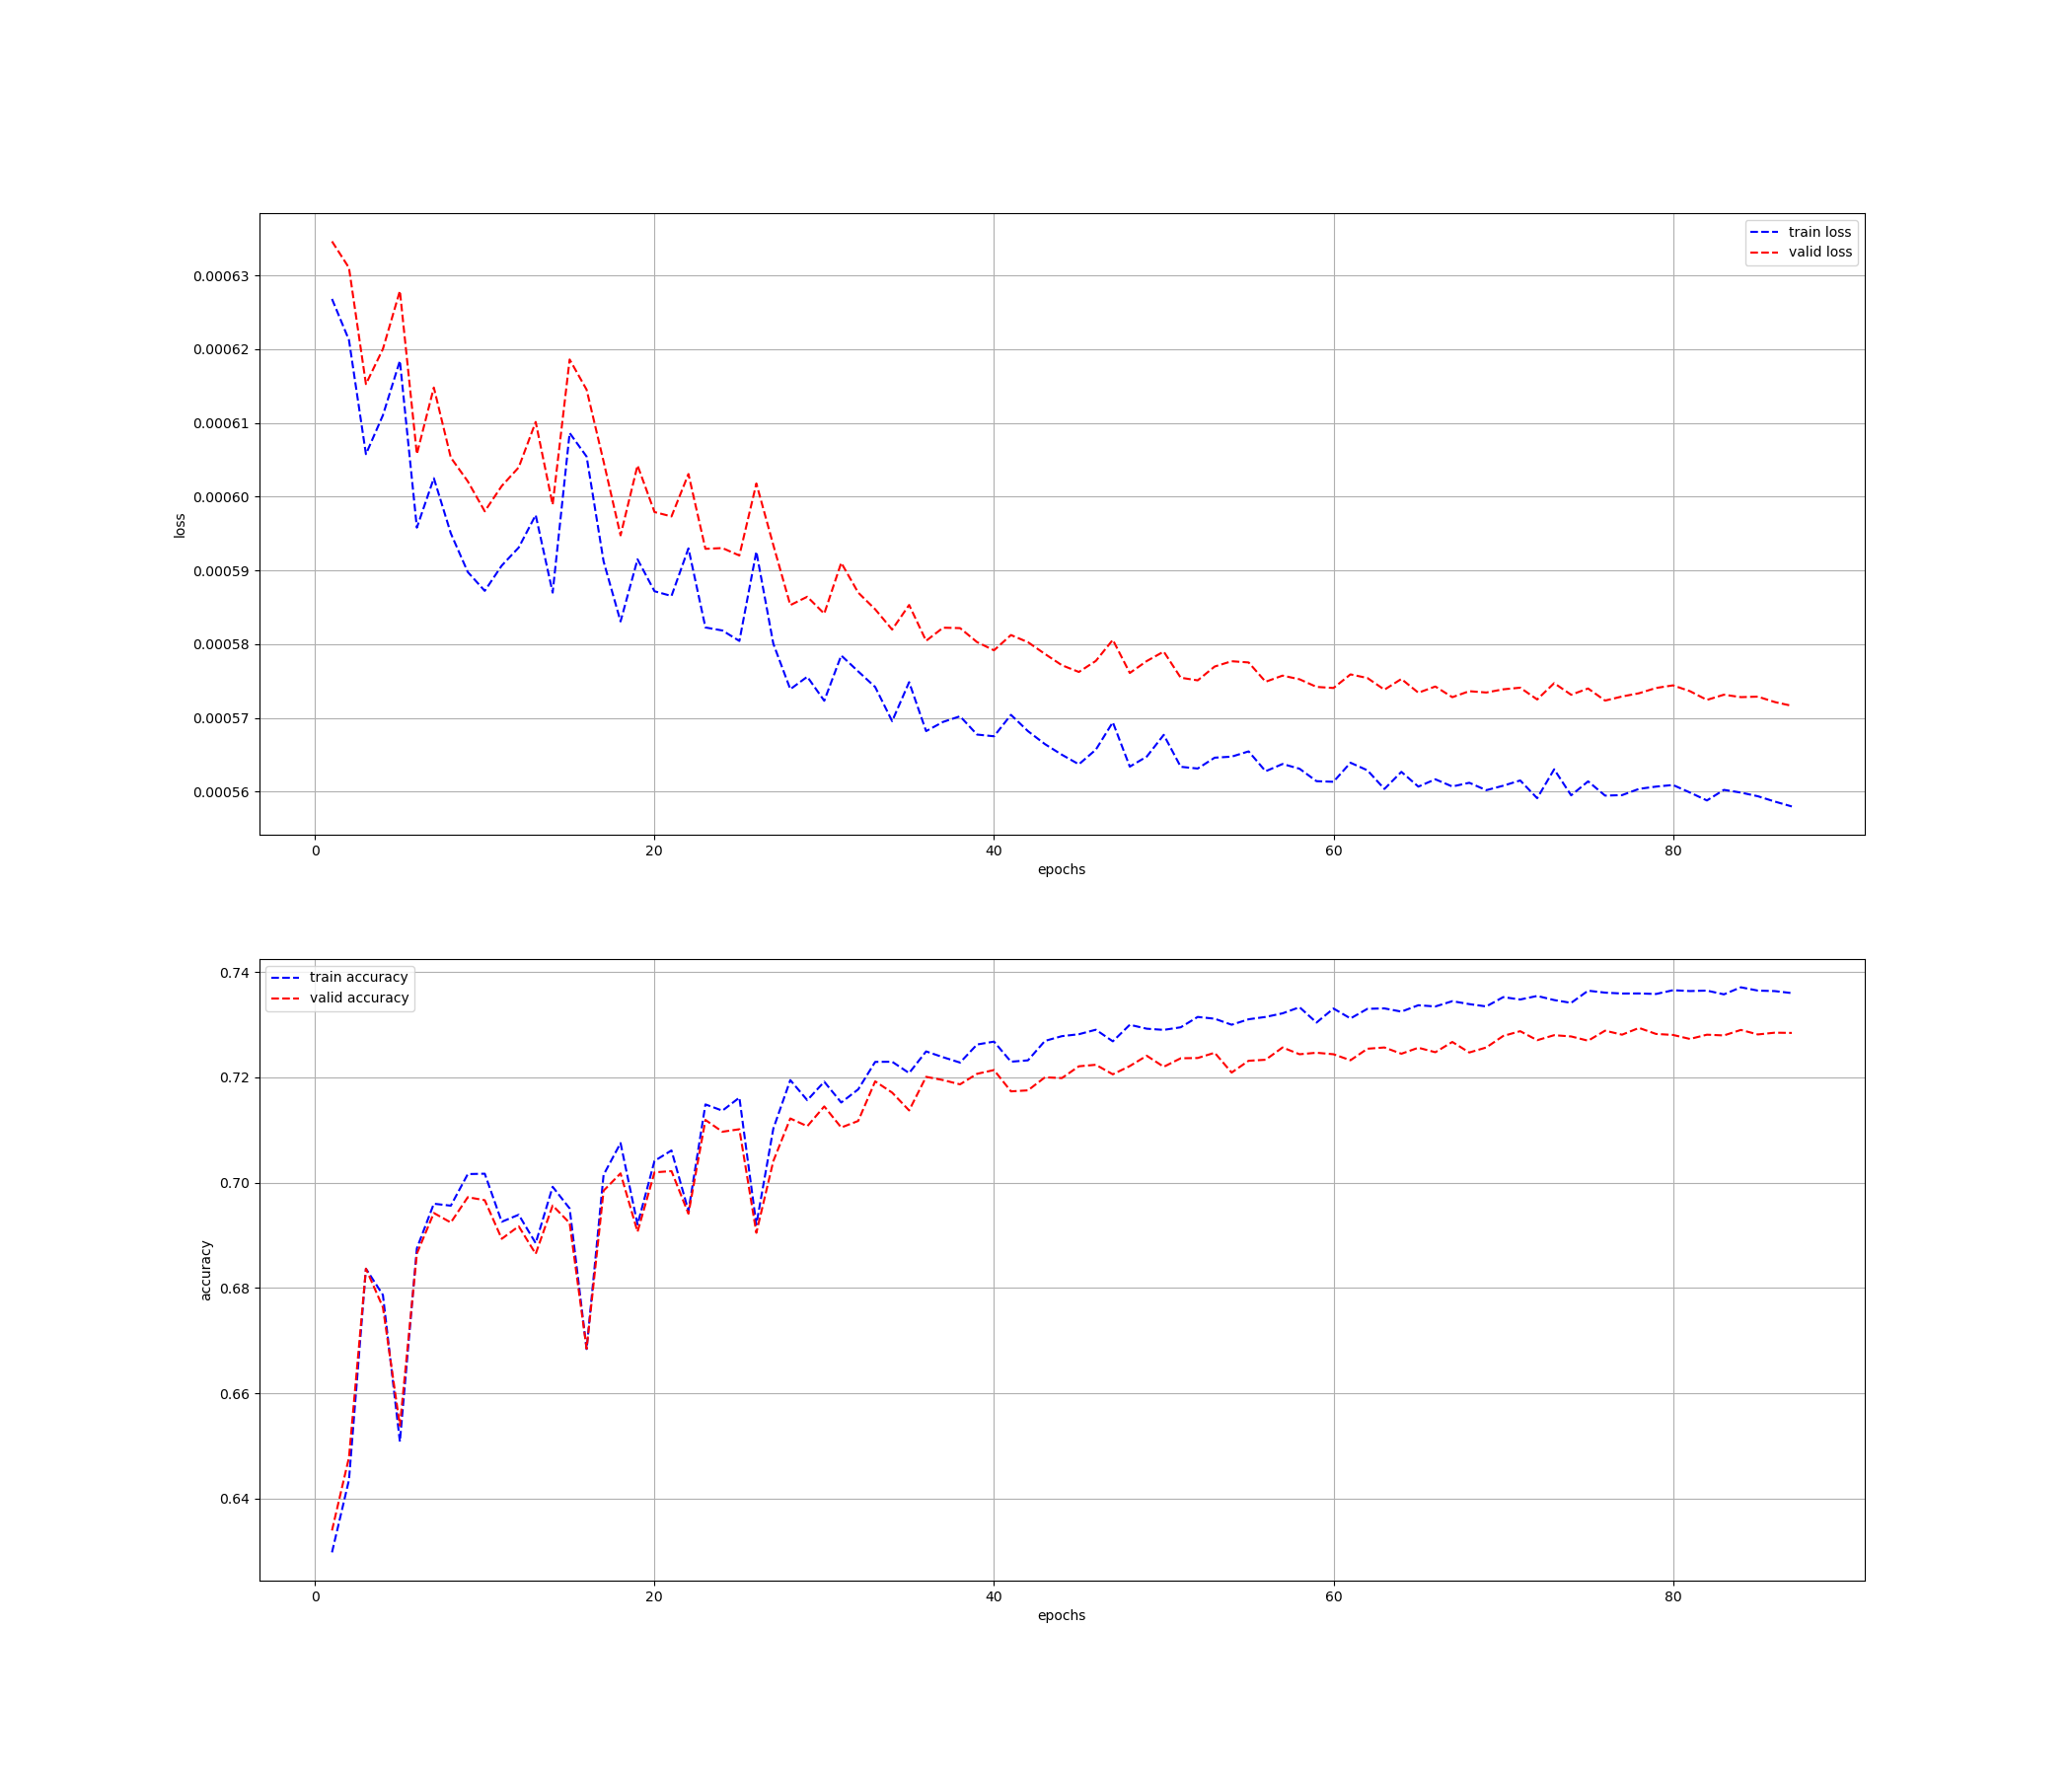 train loss
valid loss
0.00063
0.00062
0.00061
0.00060
0.00059
0.00058
0.00057
0.00056
loss
0 20 40 60 80
epochs
train accuracy
valid accuracy
0.74
0.72
0.70
0.68
0.66
0.64
accuracy
0 20 40 60 80
epochs